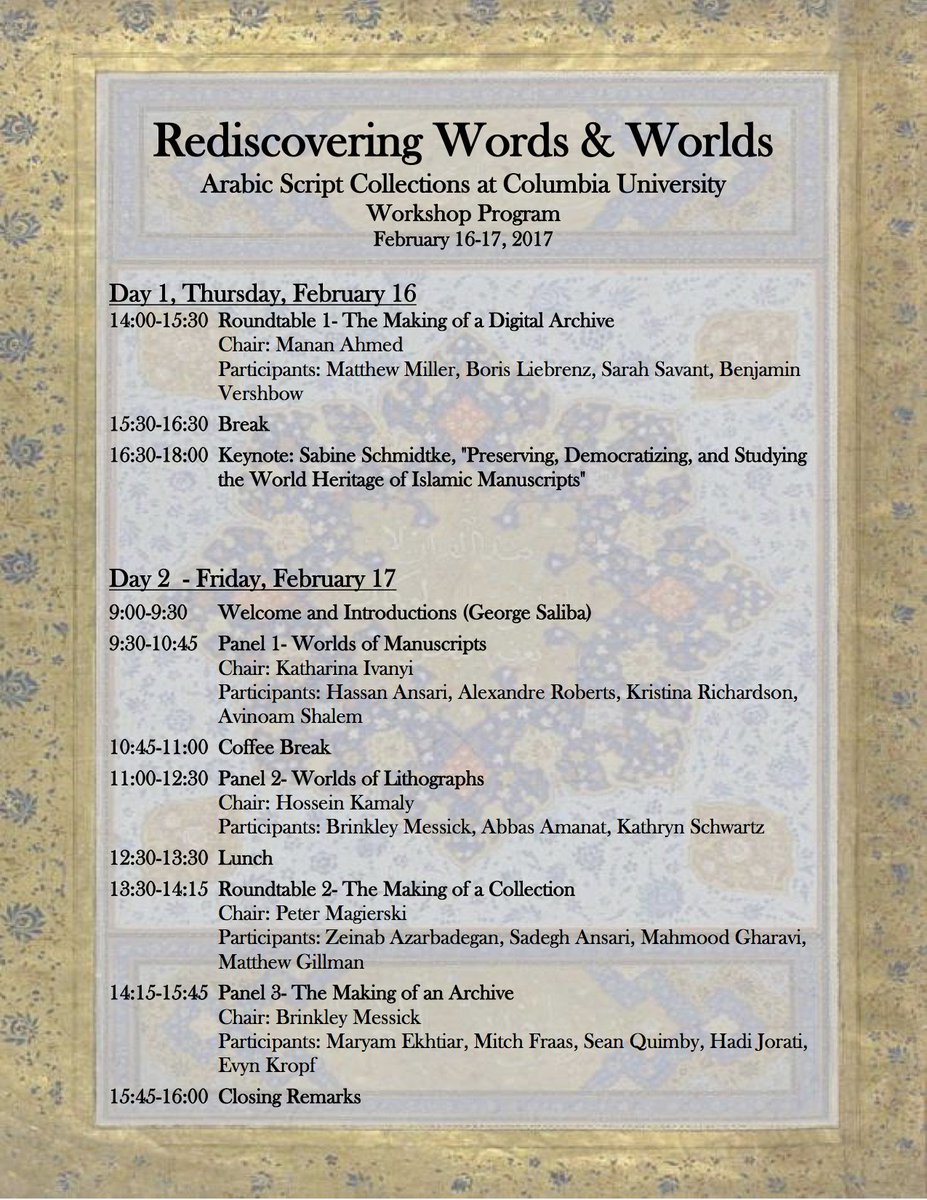 Rediscovering Words & Worlds
Arabic Script Collections at Columbia University
Workshop Program
February 16-17, 2017
Day 1, Thursday, February 16
14:00-15:30 Roundtable 1- The Making of a Digital Archive
Chair: Manan Ahmed
Participants: Matthew Miller, Boris Liebrenz, Sarah Savant, Benjamin
Vershbow
15:30-16:30 Break
16:30-18:00 Keynote: Sabine Schmidtke, "Preserving, Democratizing, and Studying
the World Heritage of Islamic Manuscripts"
Day 2 - Friday, February 17
9:00-9:30 Welcome and Introductions (George Saliba)
9:30-10:45 Panel 1- Worlds of Manuscripts
Chair: Katharina Ivanyi
Participants: Hassan Ansari, Alexandre Roberts, Kristina Richardson,
Avinoam Shalem
10:45-11:00 Coffee Break
11:00-12:30 Panel 2- Worlds of Lithographs
Chair: Hossein Kamaly
Participants: Brinkley Messick, Abbas Amanat, Kathryn Schwartz
12:30-13:30 Lunch
13:30-14:15 Roundtable 2- The Making of a Collection
Chair: Peter Magierski
Participants: Zeinab Azarbadegan, Sadegh Ansari, Mahmood Gharavi,
Matthew Gillman
14:15-15:45 Panel 3- The Making of an Archive
Chair: Brinkley Messick
Participants: Maryam Ekhtiar, Mitch Fraas, Sean Quimby, Hadi Jorati,
Evyn Kropf
15:45-16:00 Closing Remarks